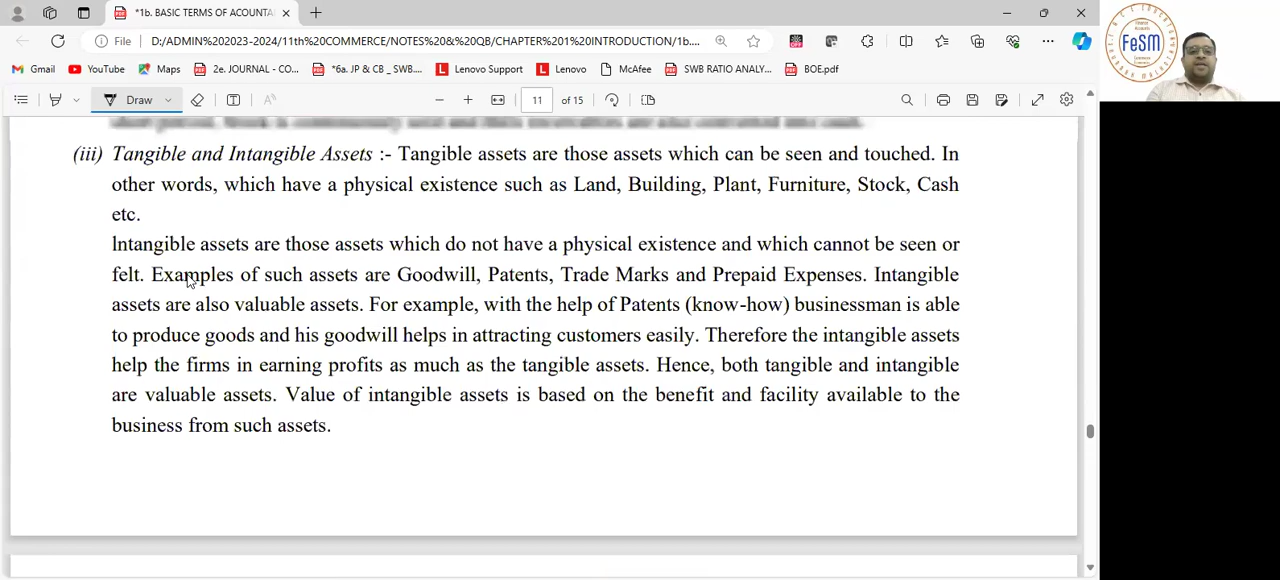 *1b. BASIC TERMS OF ACOUNTA
File
D:/ADMIN%202023-2024/11th%20COMMERCE/NOTES%20&%20QB/CHAPTER%201%20INTRODUCTION/1b....
Gmail
YouTube
Maps
2e. JOURNAL - CO...
*6a. JP & CB _ SWB....
Lenovo Support
Lenovo
McAfee
SWB RATIO ANALY...
BOE.pdf
Draw
11 of 15
(iii) Tangible and Intangible Assets :- Tangible assets are those assets which can be seen and touched. In
other words, which have a physical existence such as Land, Building, Plant, Furniture, Stock, Cash
etc.
lntangible assets are those assets which do not have a physical existence and which cannot be seen or
felt. Examples of such assets are Goodwill, Patents, Trade Marks and Prepaid Expenses. Intangible
assets are also valuable assets. For example, with the help of Patents (know-how) businessman is able
to produce goods and his goodwill helps in attracting customers easily. Therefore the intangible assets
help the firms in earning profits as much as the tangible assets. Hence, both tangible and intangible
are valuable assets. Value of intangible assets is based on the benefit and facility available to the
business from such assets.
FeSM